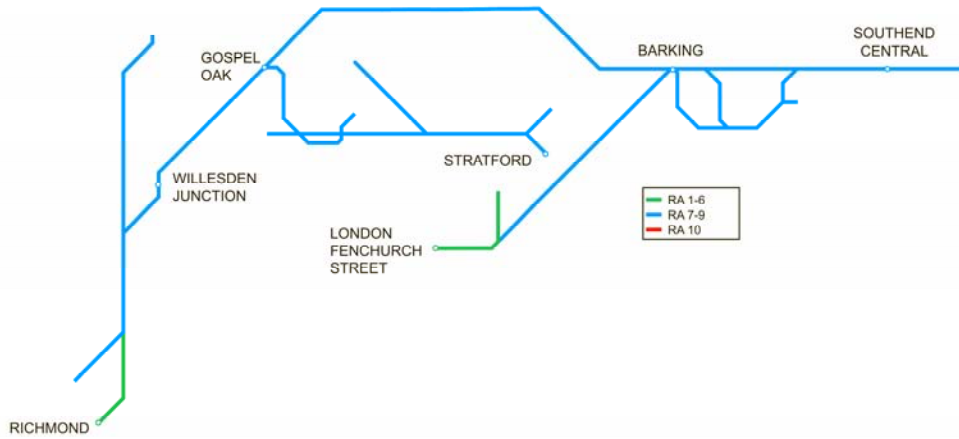 SOUTHEND
CENTRAL
BARKING
GOSPEL
OAK
STRATFORD
WILLESDEN
JUNCTION
RA 1-6
RA 7-9
RA 10
LONDON
FENCHURCH
STREET
RICHMOND